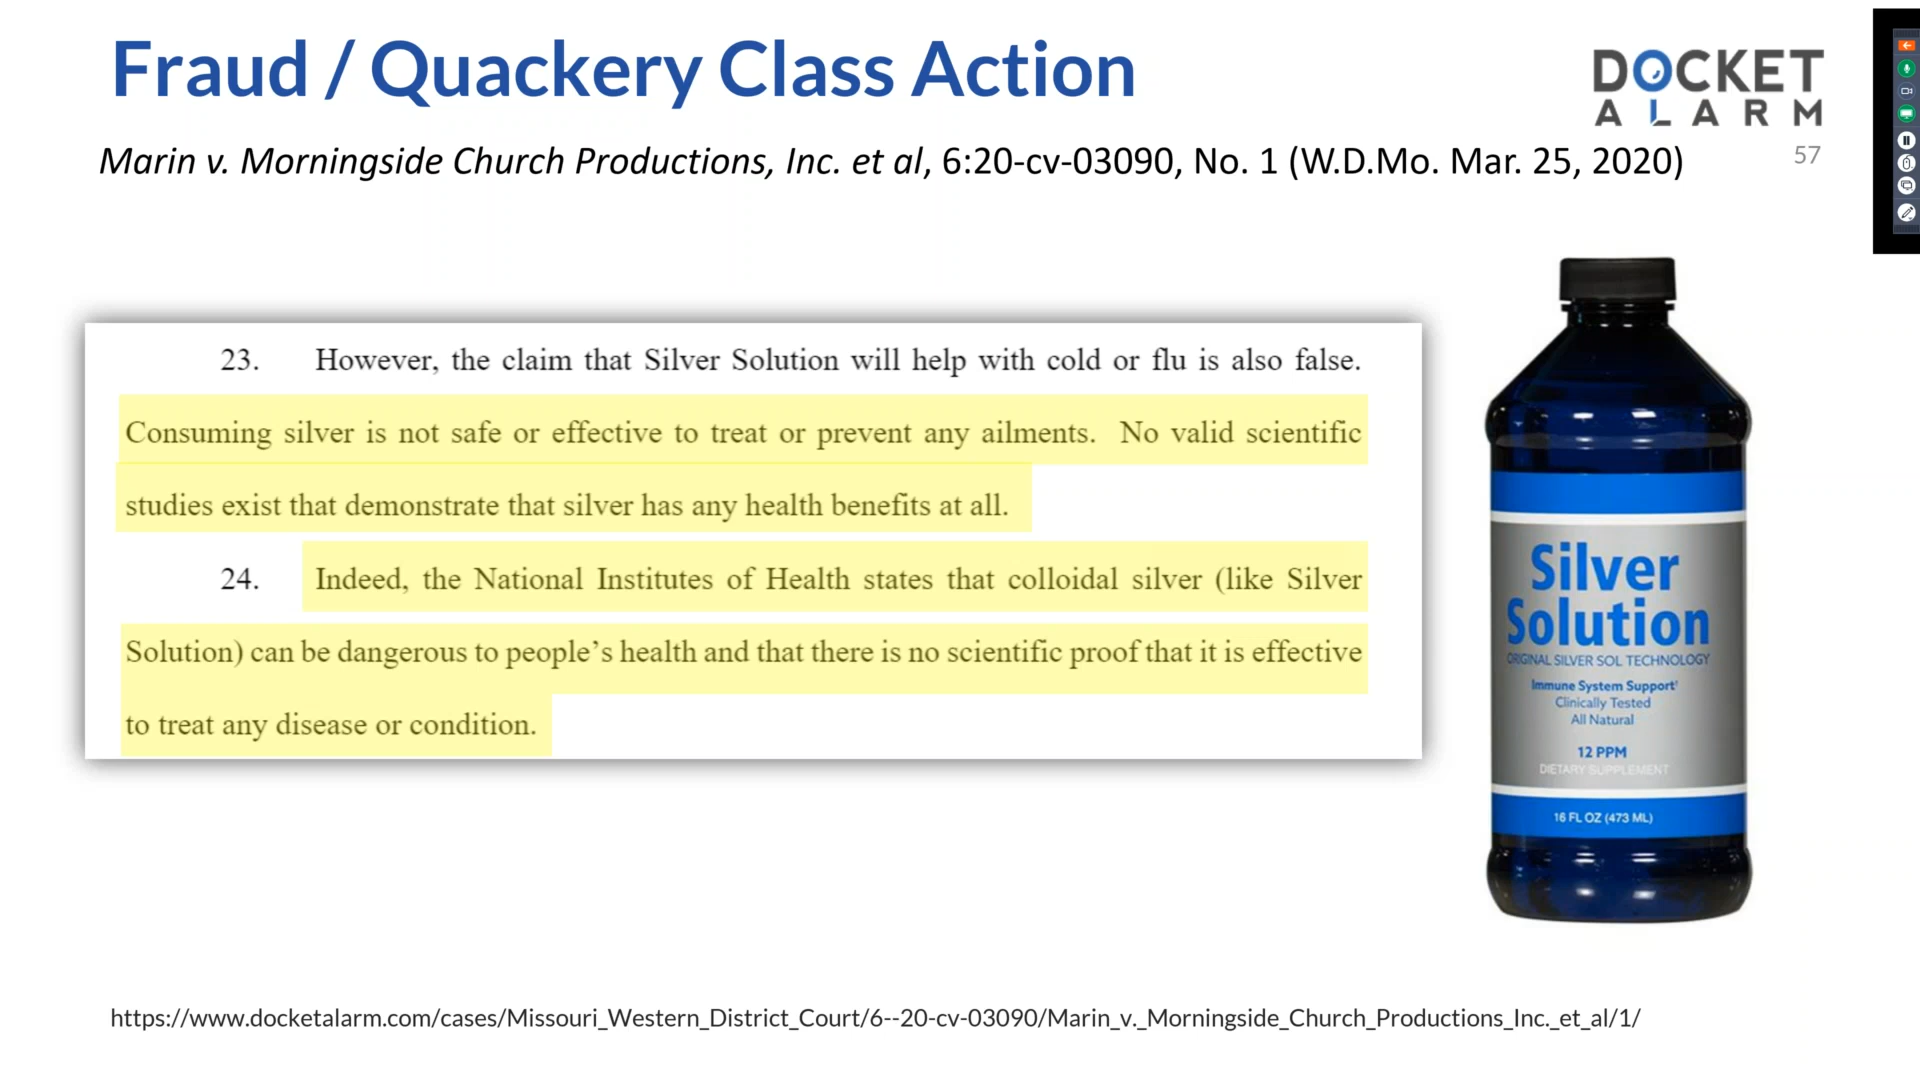 Fraud / Quackery Class Action
DOCKET
ALARM
Marin v. Morningside Church Productions, Inc. et al, 6:20-cv-03090, No. 1 (W.D.Mo. Mar. 25, 2020)
57
23. However, the claim that Silver Solution will help with cold or flu is also false.
Consuming silver is not safe or effective to treat or prevent any ailments. No valid scientific
studies exist that demonstrate that silver has any health benefits at all.
24. Indeed, the National Institutes of Health states that colloidal silver (like Silver
Solution) can be dangerous to people’s health and that there is no scientific proof that it is effective
to treat any disease or condition.
Silver
Solution
ORIGINAL SILVER SOL TECHNOLOGY
Immune System Support†
Clinically Tested
All Natural
12 PPM
DIETARY SUPPLEMENT
16 FL OZ (473 ML)
https://www.docketalarm.com/cases/Missouri_Western_District_Court/6--20-cv-03090/Marin_v._Morningside_Church_Productions_Inc._et_al/1/